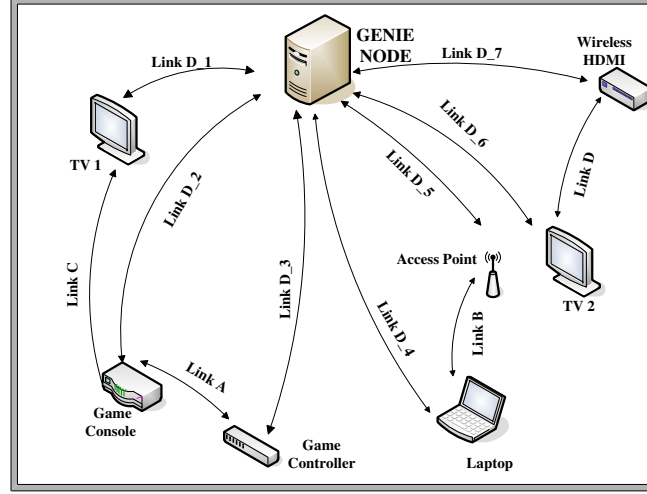 GENIE
NODE
Wireless
HDMI
Link D_7
Link D_1
Link D_6
TV 1
Link D_2
Link D_5
Link D
Link C
Link D_3
Access Point
TV 2
Link D_4
Link B
Link A
Game
Console
Game
Controller
Laptop